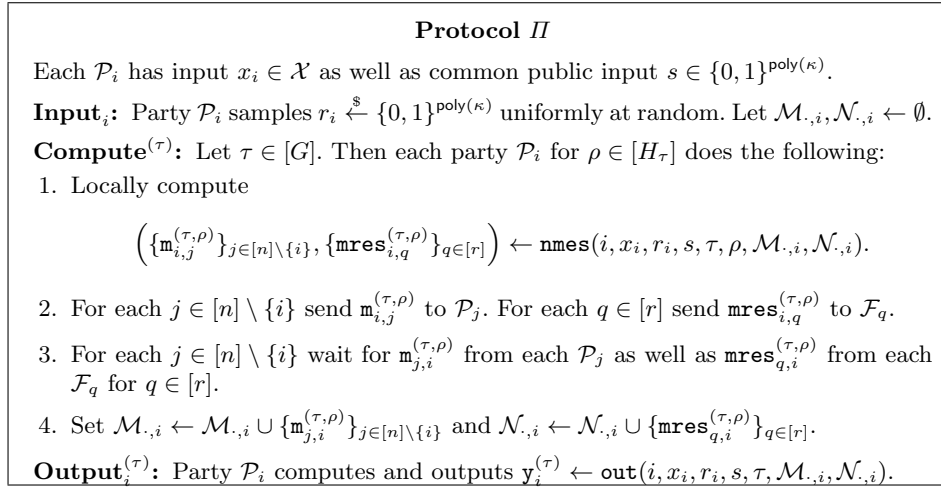 Protocol Π
Each 𝒫_i has input x_i ∈ 𝒳 as well as common public input s ∈ {0, 1}^{poly(κ)}.
Input_i: Party 𝒫_i samples r_i ←$ {0, 1}^{poly(κ)} uniformly at random. Let ℳ_{·,i}, 𝒩_{·,i} ← ∅.
Compute^{(τ)}: Let τ ∈ [G]. Then each party 𝒫_i for ρ ∈ [H_τ] does the following:
1. Locally compute
({m_{i,j}^{(τ,ρ)}}_{j∈[n]\{i}}, {mres_{i,q}^{(τ,ρ)}}_{q∈[r]}) ← nmes(i, x_i, r_i, s, τ, ρ, ℳ_{·,i}, 𝒩_{·,i}).
2. For each j ∈ [n] \ {i} send m_{i,j}^{(τ,ρ)} to 𝒫_j. For each q ∈ [r] send mres_{i,q}^{(τ,ρ)} to ℱ_q.
3. For each j ∈ [n] \ {i} wait for m_{j,i}^{(τ,ρ)} from each 𝒫_j as well as mres_{q,i}^{(τ,ρ)} from each
ℱ_q for q ∈ [r].
4. Set ℳ_{·,i} ← ℳ_{·,i} ∪ {m_{j,i}^{(τ,ρ)}}_{j∈[n]\{i}} and 𝒩_{·,i} ← 𝒩_{·,i} ∪ {mres_{q,i}^{(τ,ρ)}}_{q∈[r]}.
Output_i^{(τ)}: Party 𝒫_i computes and outputs y_i^{(τ)} ← out(i, x_i, r_i, s, τ, ℳ_{·,i}, 𝒩_{·,i}).